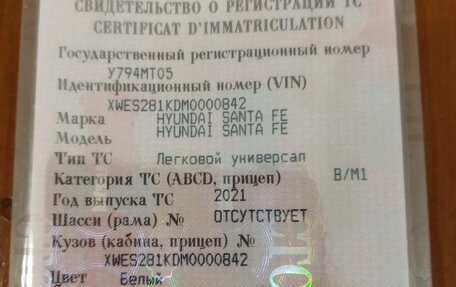 СВИДЕТЕЛЬСТВО О РЕГИСТРАЦИИ ТС
CERTIFICAT D'IMMATRICULATION
Государственный регистрационный номер
У794МТ05
Идентификационный номер (VIN)
XWES281KDM0000842
Марка HYUNDAI SANTA FE
Модель HYUNDAI SANTA FE
Тип ТС Легковой универсал
Категория ТС (ABCD, прицеп) B/M1
Год выпуска ТС 2021
Шасси (рама) № ОТСУТСТВУЕТ
Кузов (кабина, прицеп) №
XWES281KDM0000842
Цвет Белый